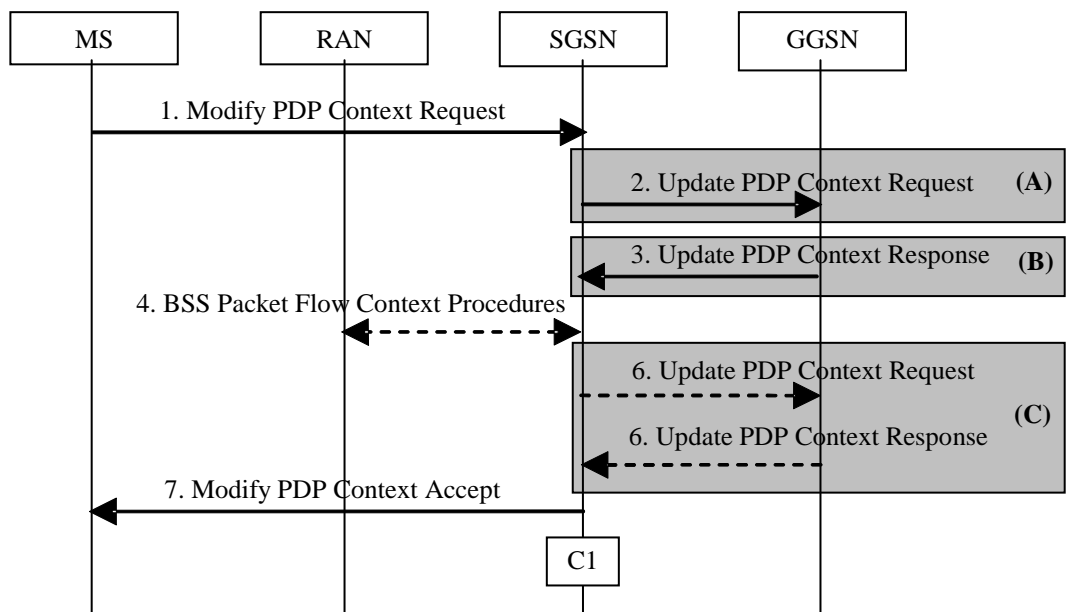 MS RAN SGSN GGSN
1. Modify PDP Context Request
2. Update PDP Context Request (A)
3. Update PDP Context Response (B)
4. BSS Packet Flow Context Procedures
6. Update PDP Context Request
(C)
6. Update PDP Context Response
7. Modify PDP Context Accept
C1